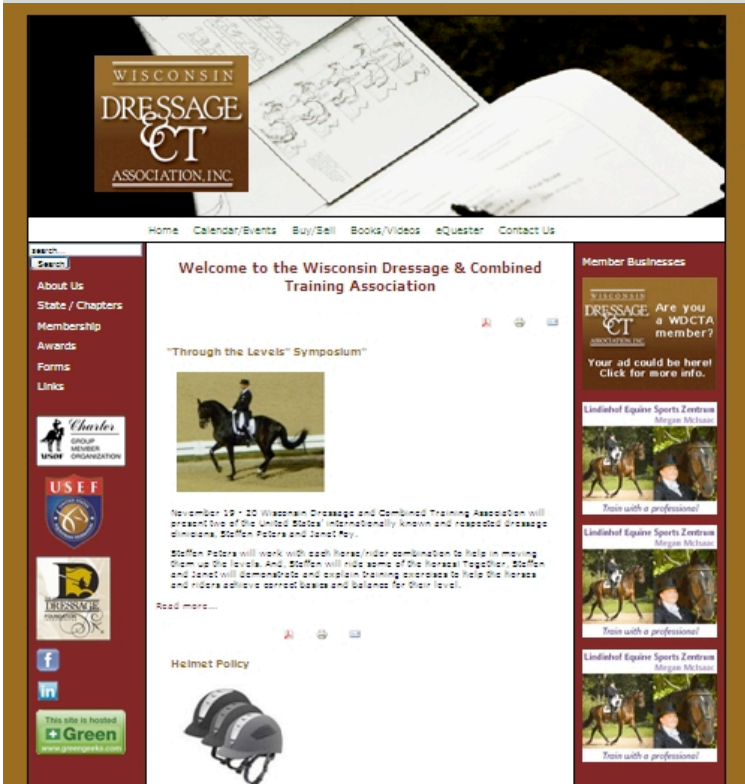 WISCONSIN
DRESSAGE
& CT
ASSOCIATION, INC.
Home Calendar/Events Buy/Sell Books/Videos eQuester Contact Us
search...
Search
About Us
State / Chapters
Membership
Awards
Forms
Links
Charter
GROUP
MEMBER
ORGANIZATION
USDF
USEF
DRESSAGE
FOUNDATION
f
in
This site is hosted
Green
www.greengeeks.com
Welcome to the Wisconsin Dressage & Combined
Training Association
"Through the Levels" Symposium"
November 19 - 20 Wisconsin Dressage and Combined Training Association will
present two of the United States' internationally known and respected dressage
clinicians, Steffen Peters and Janet Foy.
Steffen Peters will work with each horse/rider combination to help in moving
them up the levels. And, Steffen will ride some of the horses! Together, Steffen
and Janet will demonstrate and explain training exercises to help the horses
and riders achieve correct basics and balance for their level.
Read more...
Helmet Policy
Member Businesses
WISCONSIN
DRESSAGE
& CT
ASSOCIATION, INC.
Are you
a WDCTA
member?
Your ad could be here!
Click for more info.
Lindinhof Equine Sports Zentrum
Megan McIsaac
Train with a professional
Lindinhof Equine Sports Zentrum
Megan McIsaac
Train with a professional
Lindinhof Equine Sports Zentrum
Megan McIsaac
Train with a professional